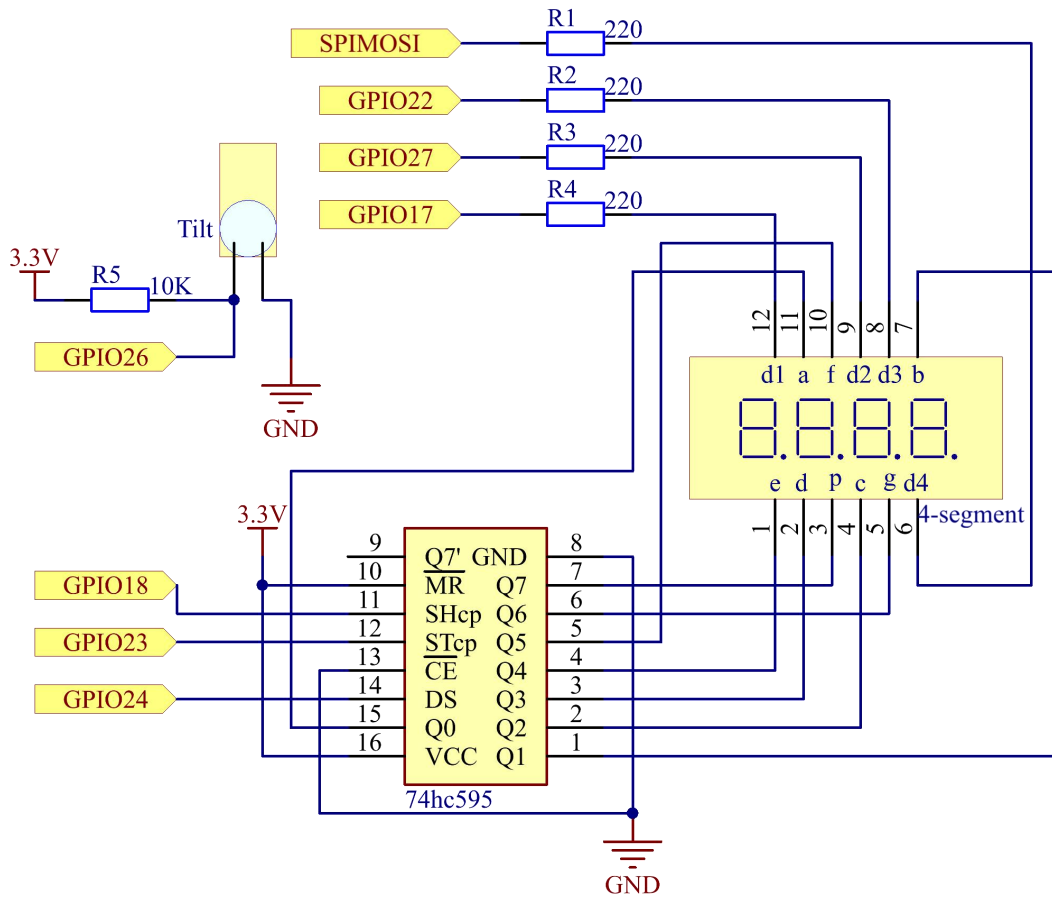 R1
SPIMOSI 220
R2
GPIO22 220
R3
GPIO27 220
R4
GPIO17 220
Tilt
3.3V
R5 10K
GPIO26
GND
12 11 10 9 8 7
d1 a f d2 d3 b
8.8.8.8.
e d p c g d4
4-segment
1 2 3 4 5 6
3.3V
9 Q7' GND 8
10 MR Q7 7
GPIO18
11 SHcp Q6 6
GPIO23
12 STcp Q5 5
13 CE Q4 4
GPIO24
14 DS Q3 3
15 Q0 Q2 2
16 VCC Q1 1
74hc595
GND